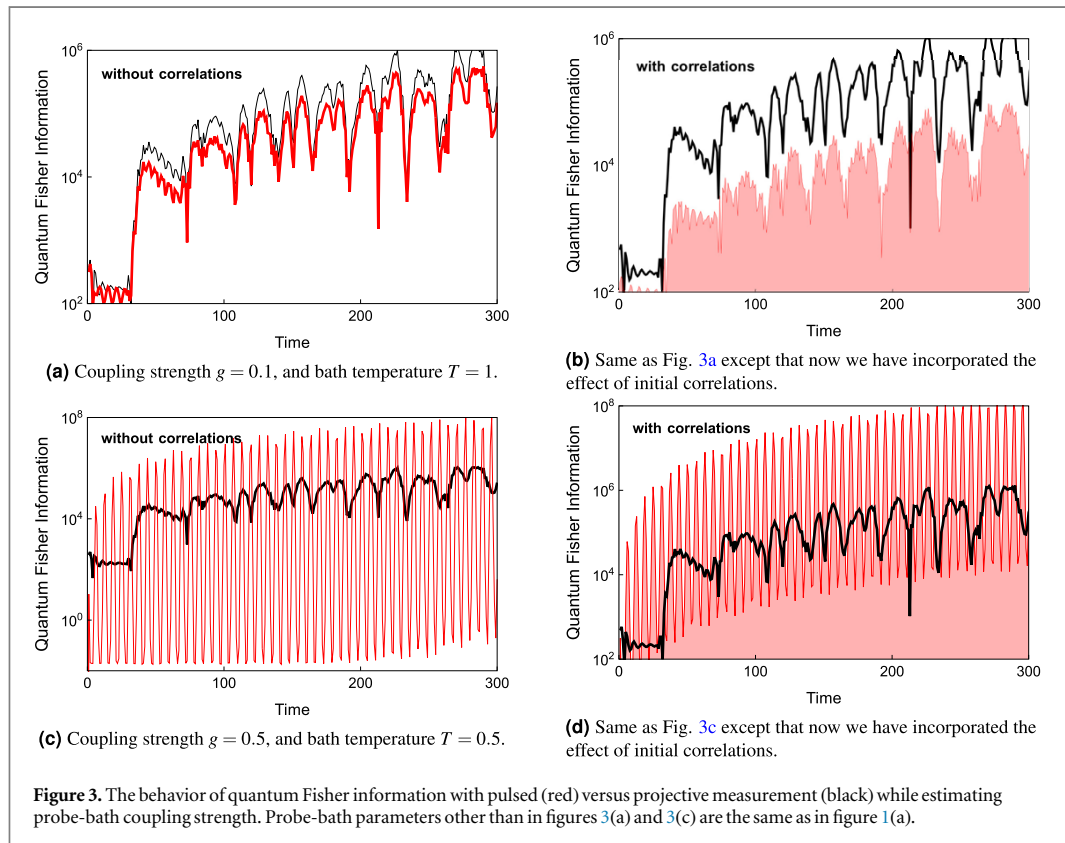 without correlations
Quantum Fisher Information
10^6
10^4
10^2
0
100
200
300
Time
(a) Coupling strength g = 0.1, and bath temperature T = 1.
with correlations
Quantum Fisher Information
10^6
10^4
10^2
0
100
200
300
Time
(b) Same as Fig. 3a except that now we have incorporated the
effect of initial correlations.
without correlations
Quantum Fisher Information
10^8
10^4
10^0
0
100
200
300
Time
(c) Coupling strength g = 0.5, and bath temperature T = 0.5.
with correlations
Quantum Fisher Information
10^8
10^6
10^4
10^2
0
100
200
300
Time
(d) Same as Fig. 3c except that now we have incorporated the
effect of initial correlations.
Figure 3. The behavior of quantum Fisher information with pulsed (red) versus projective measurement (black) while estimating
probe-bath coupling strength. Probe-bath parameters other than in figures 3(a) and 3(c) are the same as in figure 1(a).